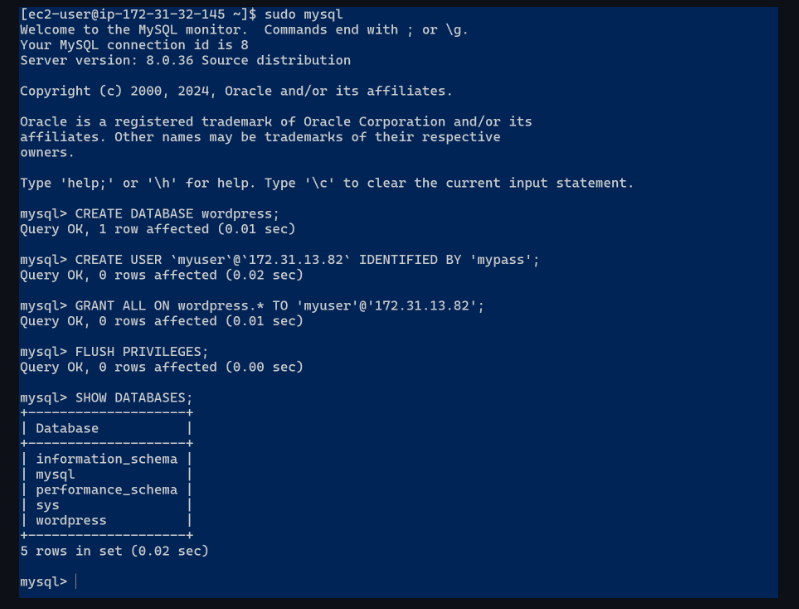 [ec2-user@ip-172-31-32-145 ~]$ sudo mysql
Welcome to the MySQL monitor.  Commands end with ; or \g.
Your MySQL connection id is 8
Server version: 8.0.36 Source distribution

Copyright (c) 2000, 2024, Oracle and/or its affiliates.

Oracle is a registered trademark of Oracle Corporation and/or its
affiliates. Other names may be trademarks of their respective
owners.

Type 'help;' or '\h' for help. Type '\c' to clear the current input statement.

mysql> CREATE DATABASE wordpress;
Query OK, 1 row affected (0.01 sec)

mysql> CREATE USER `myuser`@`172.31.13.82` IDENTIFIED BY 'mypass';
Query OK, 0 rows affected (0.02 sec)

mysql> GRANT ALL ON wordpress.* TO 'myuser'@'172.31.13.82';
Query OK, 0 rows affected (0.01 sec)

mysql> FLUSH PRIVILEGES;
Query OK, 0 rows affected (0.00 sec)

mysql> SHOW DATABASES;
+--------------------+
| Database           |
+--------------------+
| information_schema |
| mysql              |
| performance_schema |
| sys                |
| wordpress          |
+--------------------+
5 rows in set (0.02 sec)

mysql>